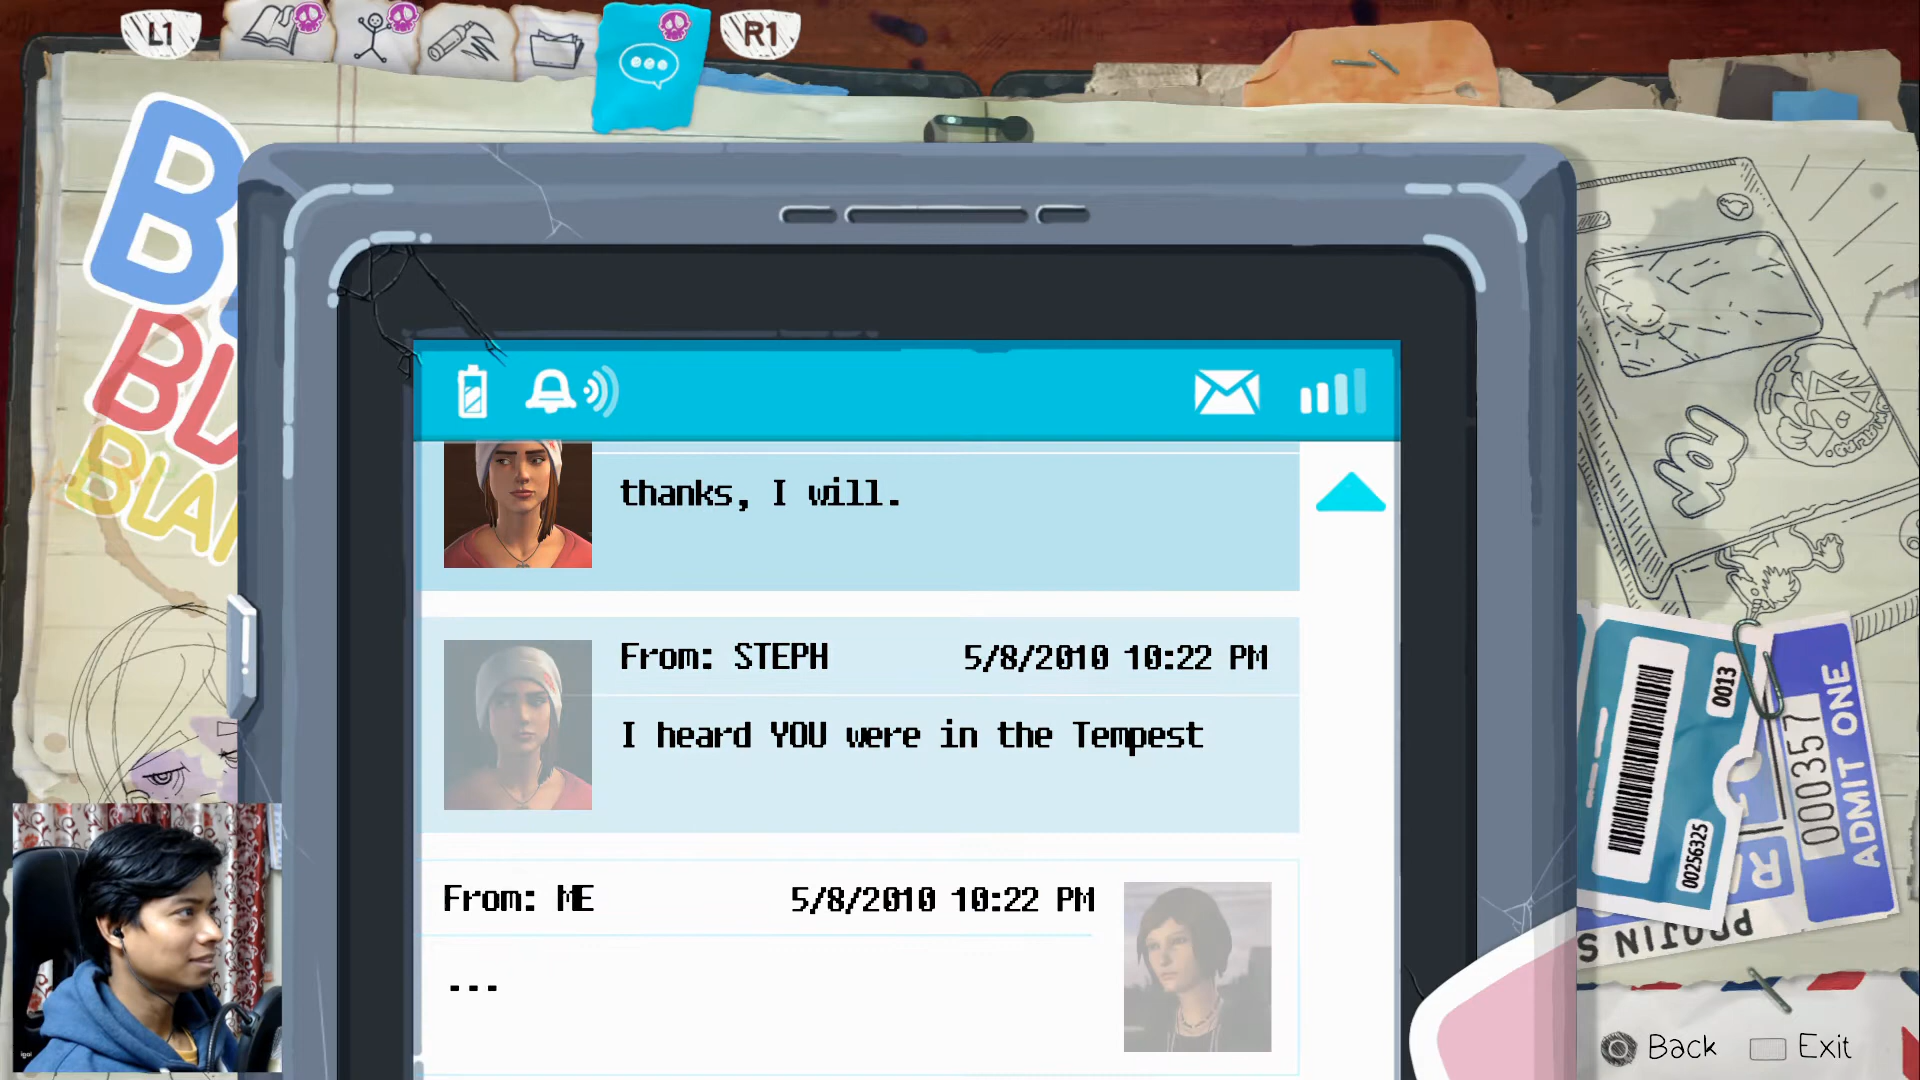 L1
R1
thanks, I will.
From: STEPH 5/8/2010 10:22 PM
I heard YOU were in the Tempest
From: ME 5/8/2010 10:22 PM
...
0013
00256325
000357
ADMIT ONE
Back
Exit